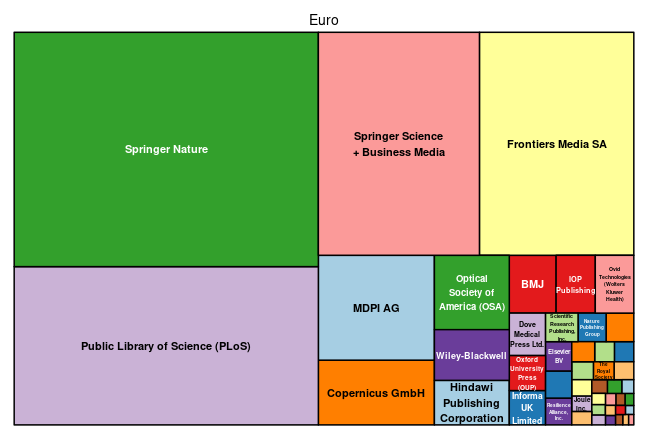 Euro
Springer Nature
Springer Science
+ Business Media
Frontiers Media SA
Public Library of Science (PLoS)
MDPI AG
Copernicus GmbH
Optical
Society of
America (OSA)
Wiley-Blackwell
Hindawi
Publishing
Corporation
BMJ
IOP
Publishing
Ovid
Technologies
(Wolters
Kluwer
Health)
Dove
Medical
Press Ltd.
Oxford
University
Press
(OUP)
Informa
UK
Limited
Scientific
Research
Publishing,
Inc.
Nature
Publishing
Group
Elsevier
BV
The
Royal
Society
Resilience
Alliance,
Inc.
Joule
Inc.